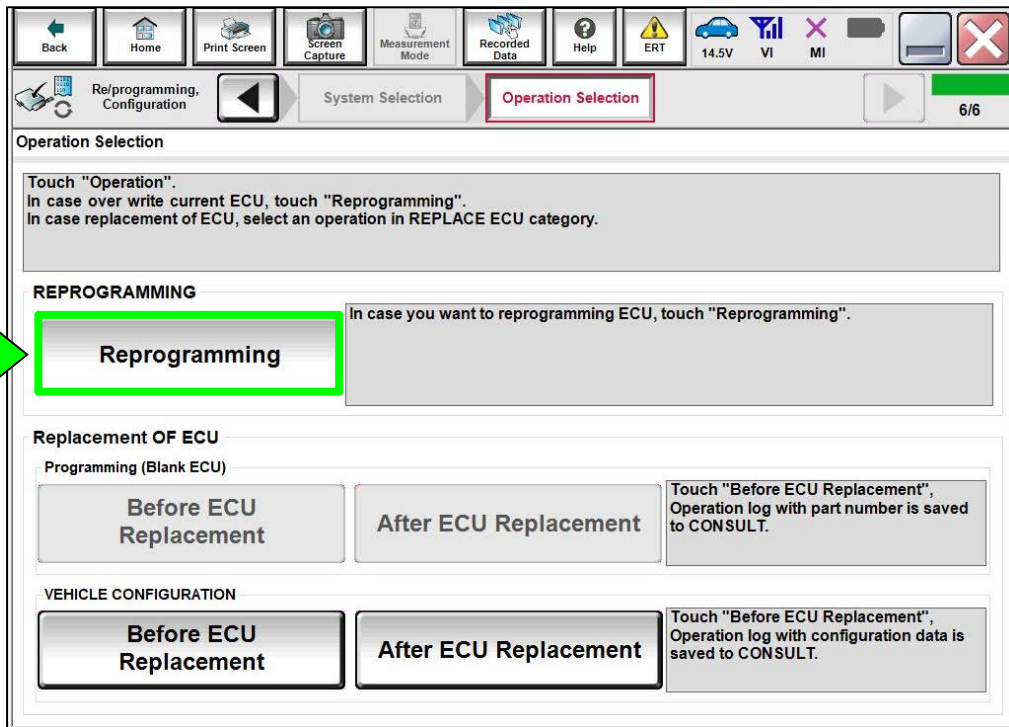 Back
Home
Print Screen
Screen
Capture
Measurement
Mode
Recorded
Data
Help
ERT
14.5V
VI
MI
Re/programming,
Configuration
System Selection
Operation Selection
6/6
Operation Selection
Touch "Operation".
In case over write current ECU, touch "Reprogramming".
In case replacement of ECU, select an operation in REPLACE ECU category.
REPROGRAMMING
Reprogramming
In case you want to reprogramming ECU, touch "Reprogramming".
Replacement OF ECU
Programming (Blank ECU)
Before ECU
Replacement
After ECU Replacement
Touch "Before ECU Replacement",
Operation log with part number is saved
to CONSULT.
VEHICLE CONFIGURATION
Before ECU
Replacement
After ECU Replacement
Touch "Before ECU Replacement",
Operation log with configuration data is
saved to CONSULT.